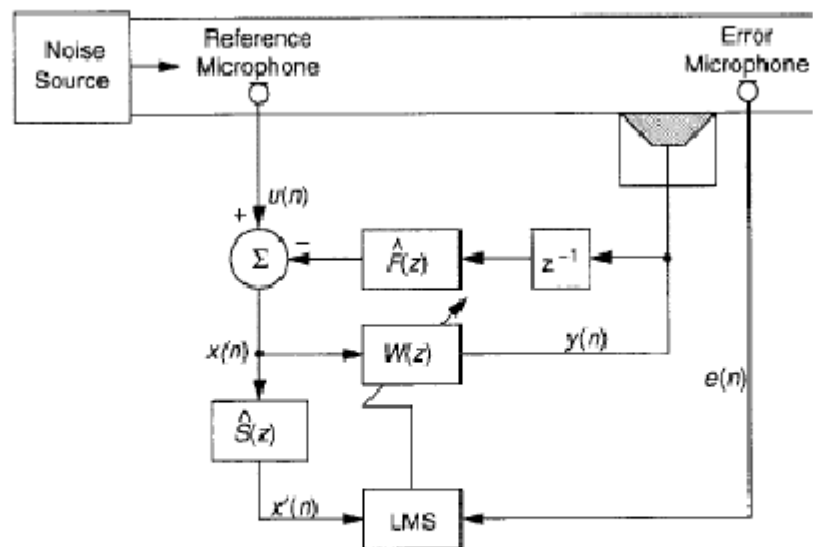 Noise
Source
Reference
Microphone
Error
Microphone
u(n)
+
−
Σ
F̂(z)
z⁻¹
x(n)
W(z)
y(n)
e(n)
Ŝ(z)
x'(n)
LMS